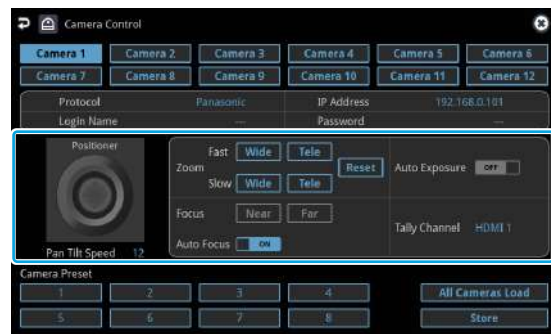 Camera Control
Camera 1 Camera 2 Camera 3 Camera 4 Camera 5 Camera 6
Camera 7 Camera 8 Camera 9 Camera 10 Camera 11 Camera 12
Protocol Panasonic IP Address 192.168.0.101
Login Name --- Password ---
Positioner
Fast Wide Tele
Zoom Reset Auto Exposure OFF
Slow Wide Tele
Focus Near Far
Tally Channel HDMI 1
Auto Focus ON
Pan Tilt Speed 12
Camera Preset
1 2 3 4 All Cameras Load
5 6 7 8 Store